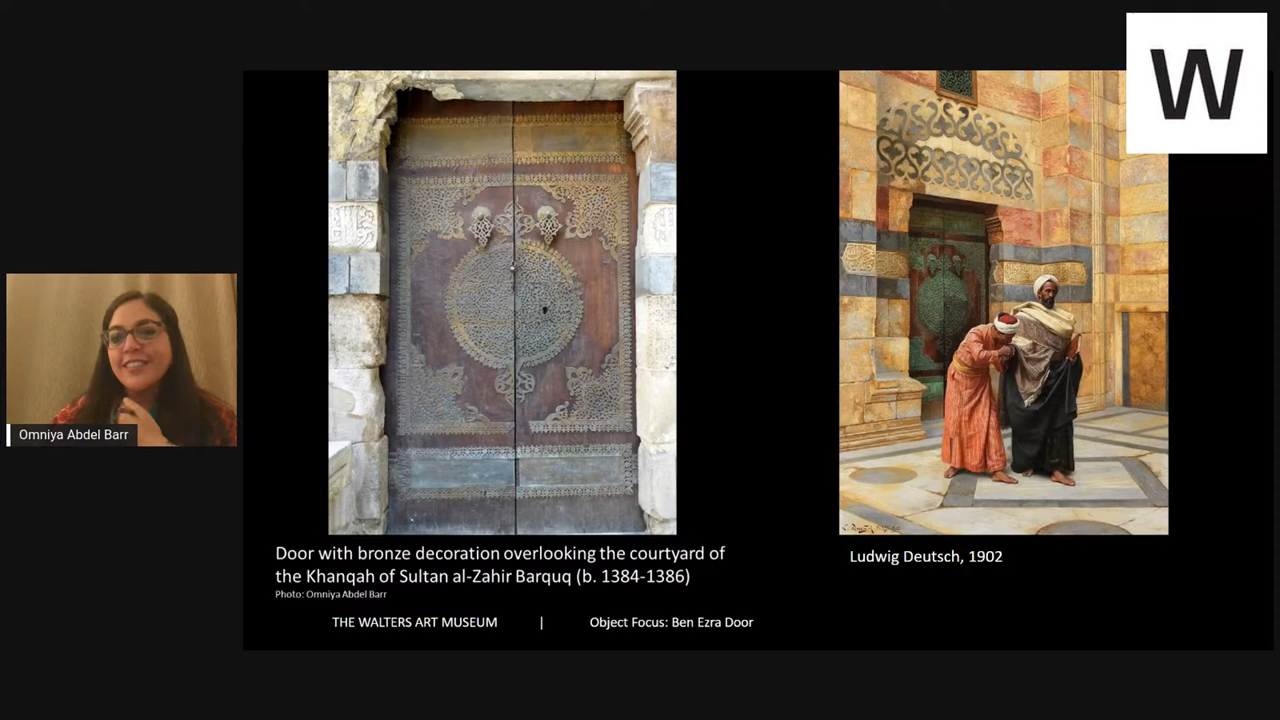 W
Omniya Abdel Barr
Door with bronze decoration overlooking the courtyard of
the Khanqah of Sultan al-Zahir Barquq (b. 1384-1386)
Photo: Omniya Abdel Barr
Ludwig Deutsch, 1902
THE WALTERS ART MUSEUM | Object Focus: Ben Ezra Door